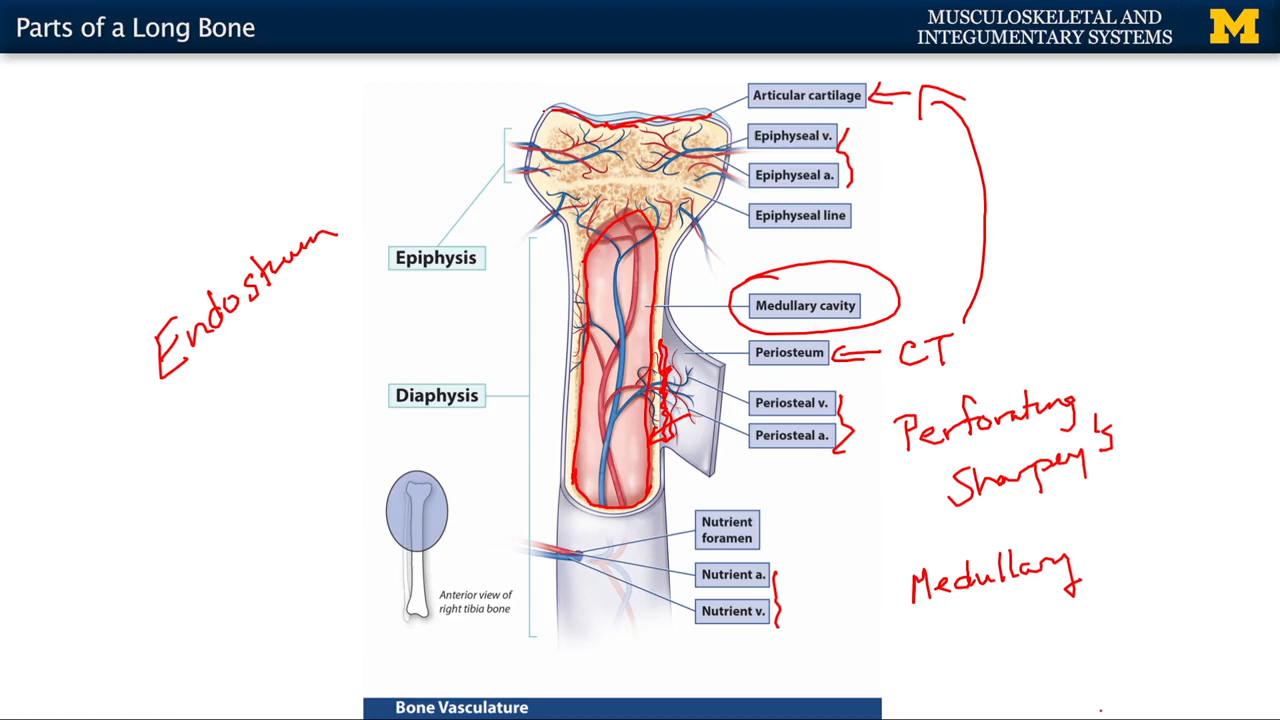 Parts of a Long Bone
MUSCULOSKELETAL AND
INTEGUMENTARY SYSTEMS
M
Articular cartilage
Epiphyseal v.
Epiphyseal a.
Epiphyseal line
Endosteum
Epiphysis
Medullary cavity
Periosteum
CT
Diaphysis
Periosteal v.
Periosteal a.
Perforating
Sharpey's
Nutrient
foramen
Nutrient a.
Nutrient v.
Medullary
Anterior view of
right tibia bone
Bone Vasculature